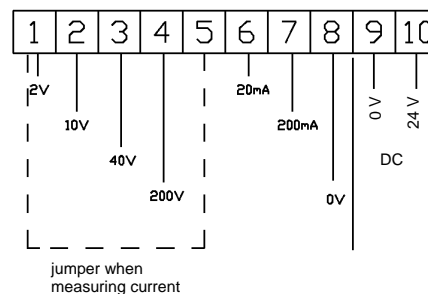 1 2 3 4 5 6 7 8 9 10
2V
20mA
0 V
24 V
10V
200mA
40V
DC
200V
0V
jumper when
measuring current